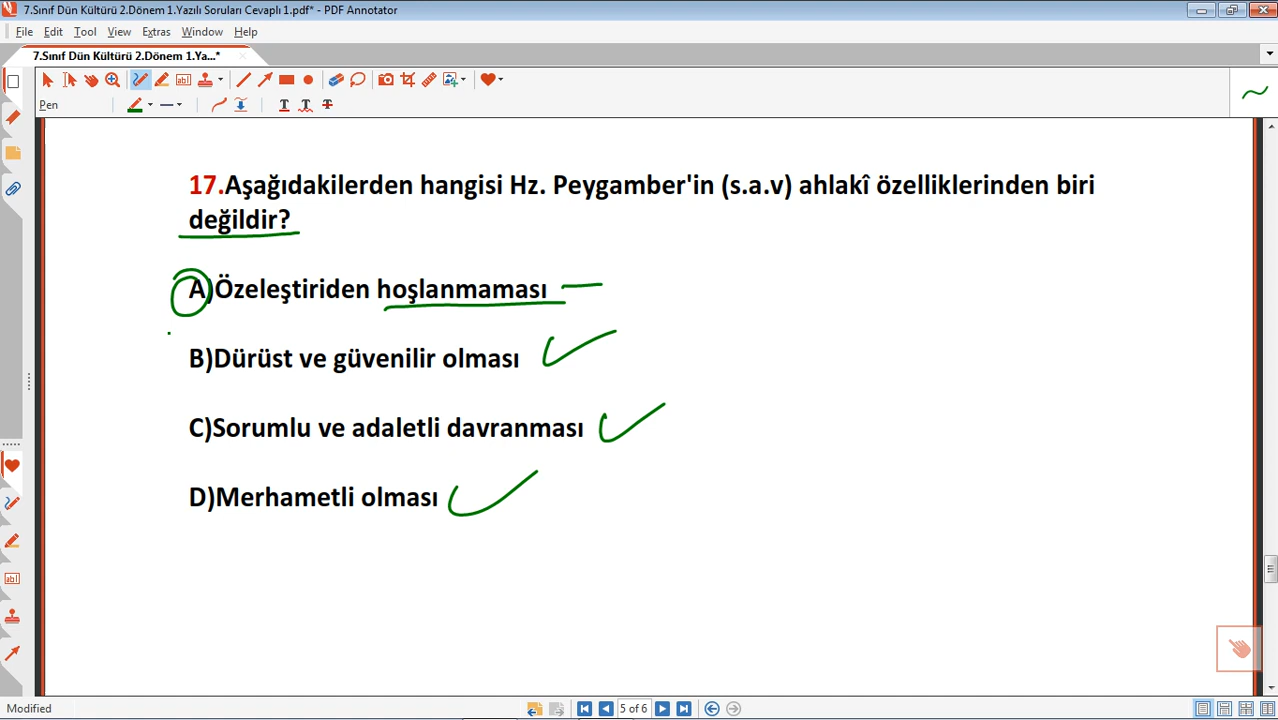 7.Sınıf Dün Kültürü 2.Dönem 1.Yazılı Soruları Cevaplı 1.pdf* - PDF Annotator
File Edit Tool View Extras Window Help
7.Sınıf Dün Kültürü 2.Dönem 1.Ya...*
Pen
17.Aşağıdakilerden hangisi Hz. Peygamber'in (s.a.v) ahlakî özelliklerinden biri
değildir?
A)Özeleştiriden hoşlanmaması
B)Dürüst ve güvenilir olması
C)Sorumlu ve adaletli davranması
D)Merhametli olması
Modified
5 of 6